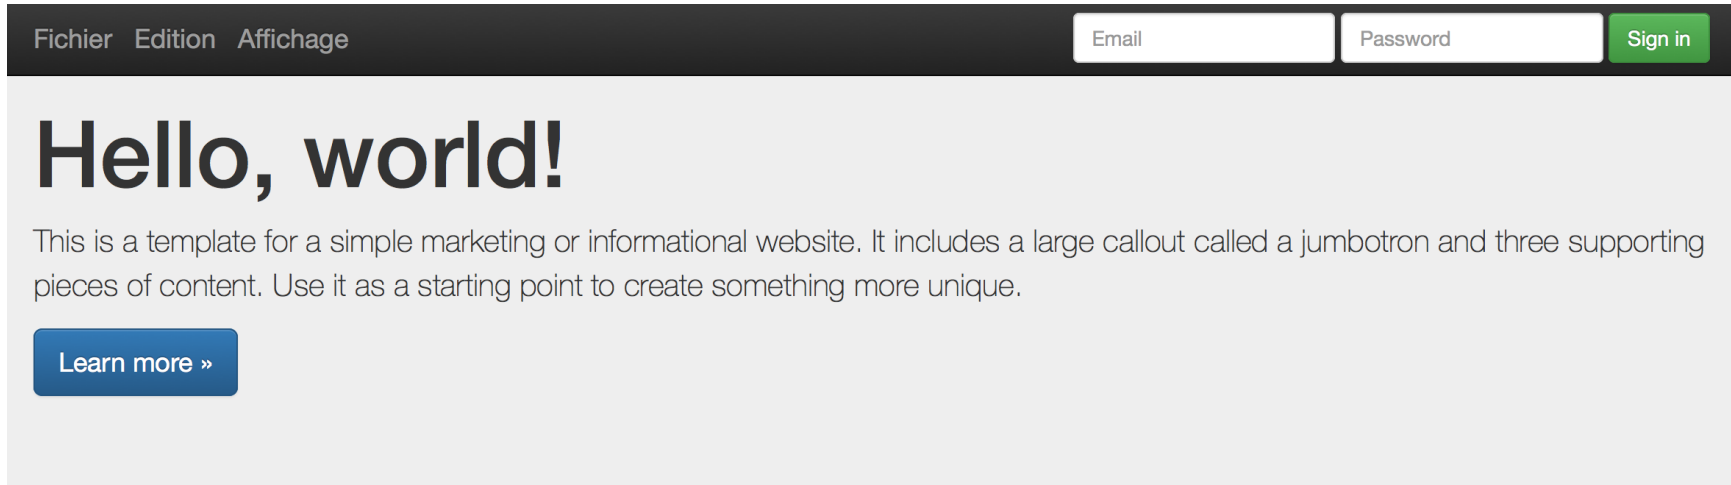 Fichier Edition Affichage Email Password Sign in
Hello, world!
This is a template for a simple marketing or informational website. It includes a large callout called a jumbotron and three supporting
pieces of content. Use it as a starting point to create something more unique.
Learn more »